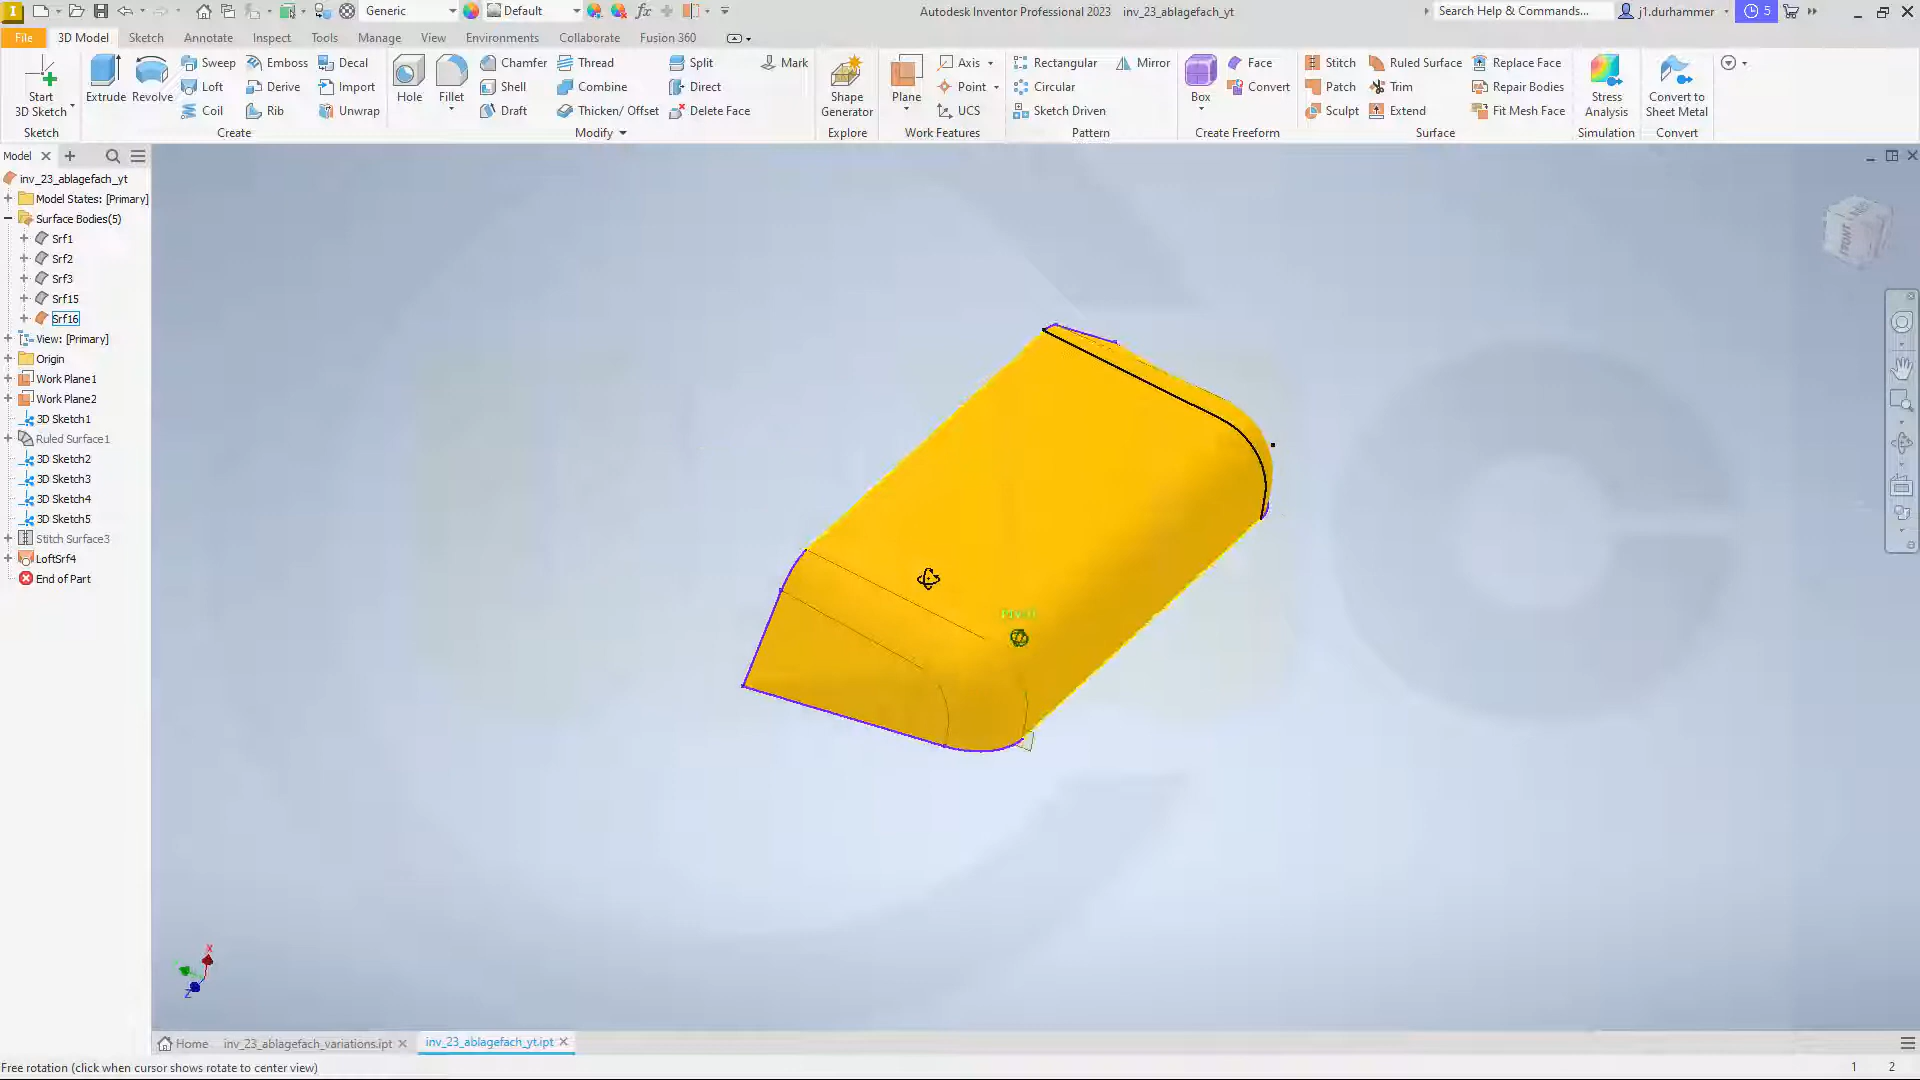 Generic
Default
Autodesk Inventor Professional 2023 inv_23_ablagefach_yt
Search Help & Commands...
j1.durhammer
5
File
3D Model
Sketch
Annotate
Inspect
Tools
Manage
View
Environments
Collaborate
Fusion 360
Start
3D Sketch
Extrude
Revolve
Sweep
Loft
Coil
Emboss
Derive
Rib
Decal
Import
Unwrap
Hole
Fillet
Chamfer
Shell
Draft
Thread
Combine
Thicken/ Offset
Split
Direct
Delete Face
Mark
Shape
Generator
Plane
Axis
Point
UCS
Rectangular
Circular
Sketch Driven
Mirror
Box
Face
Convert
Stitch
Patch
Sculpt
Ruled Surface
Trim
Extend
Replace Face
Repair Bodies
Fit Mesh Face
Stress
Analysis
Convert to
Sheet Metal
Sketch
Create
Modify
Explore
Work Features
Pattern
Create Freeform
Surface
Simulation
Convert
Model
inv_23_ablagefach_yt
Model States: [Primary]
Surface Bodies(5)
Srf1
Srf2
Srf3
Srf15
Srf16
View: [Primary]
Origin
Work Plane1
Work Plane2
3D Sketch1
Ruled Surface1
3D Sketch2
3D Sketch3
3D Sketch4
3D Sketch5
Stitch Surface3
LoftSrf4
End of Part
FRONT
X
Z
Home
inv_23_ablagefach_variations.ipt
inv_23_ablagefach_yt.ipt
Free rotation (click when cursor shows rotate to center view)
1
2